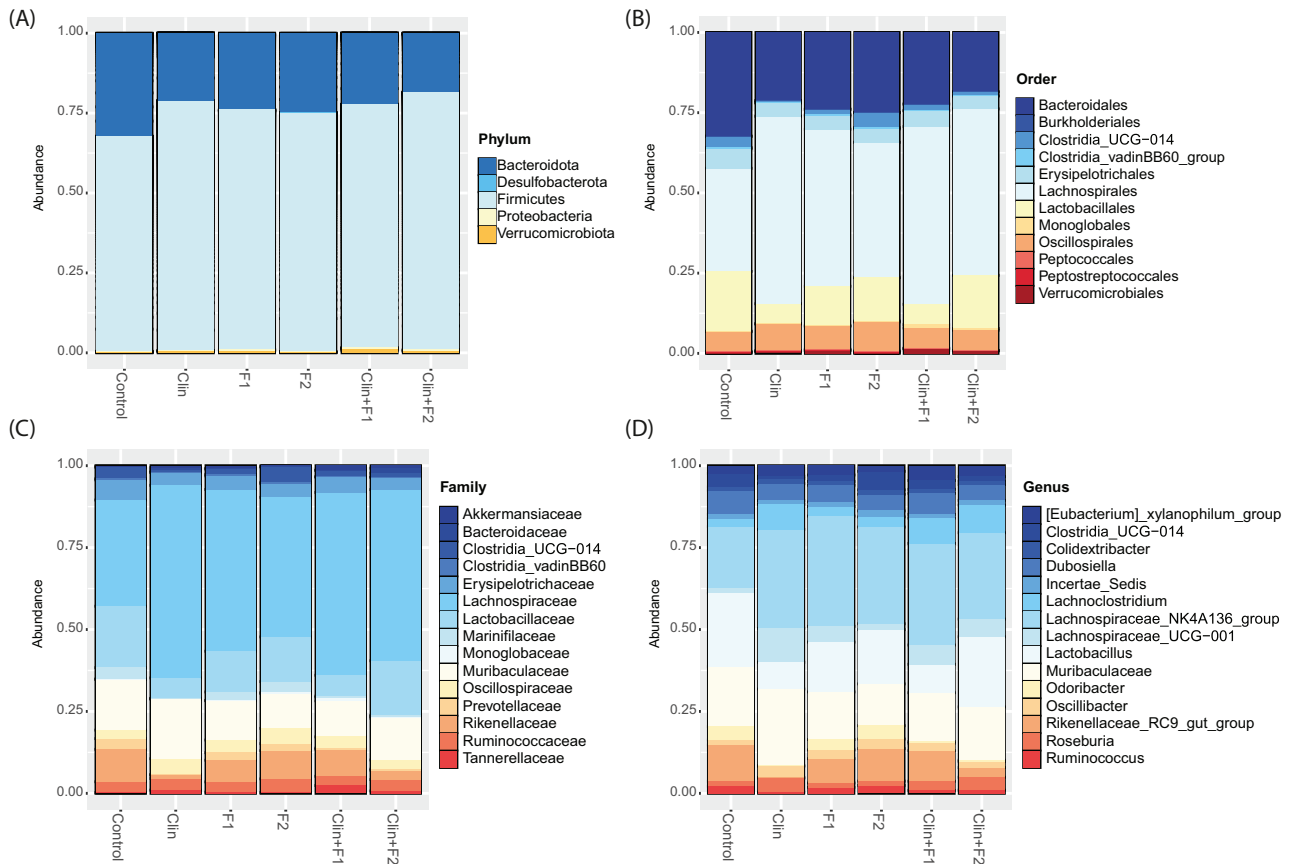 (A)
1.00
0.75
0.50
0.25
0.00
Abundance
Control
Clin
F1
F2
Clin+F1
Clin+F2
Phylum
Bacteroidota
Desulfobacterota
Firmicutes
Proteobacteria
Verrucomicrobiota
(B)
1.00
0.75
0.50
0.25
0.00
Abundance
Control
Clin
F1
F2
Clin+F1
Clin+F2
Order
Bacteroidales
Burkholderiales
Clostridia_UCG−014
Clostridia_vadinBB60_group
Erysipelotrichales
Lachnospirales
Lactobacillales
Monoglobales
Oscillospirales
Peptococcales
Peptostreptococcales
Verrucomicrobiales
(C)
1.00
0.75
0.50
0.25
0.00
Abundance
Control
Clin
F1
F2
Clin+F1
Clin+F2
Family
Akkermansiaceae
Bacteroidaceae
Clostridia_UCG−014
Clostridia_vadinBB60
Erysipelotrichaceae
Lachnospiraceae
Lactobacillaceae
Marinifilaceae
Monoglobaceae
Muribaculaceae
Oscillospiraceae
Prevotellaceae
Rikenellaceae
Ruminococcaceae
Tannerellaceae
(D)
1.00
0.75
0.50
0.25
0.00
Abundance
Control
Clin
F1
F2
Clin+F1
Clin+F2
Genus
[Eubacterium]_xylanophilum_group
Clostridia_UCG−014
Colidextribacter
Dubosiella
Incertae_Sedis
Lachnoclostridium
Lachnospiraceae_NK4A136_group
Lachnospiraceae_UCG−001
Lactobacillus
Muribaculaceae
Odoribacter
Oscillibacter
Rikenellaceae_RC9_gut_group
Roseburia
Ruminococcus